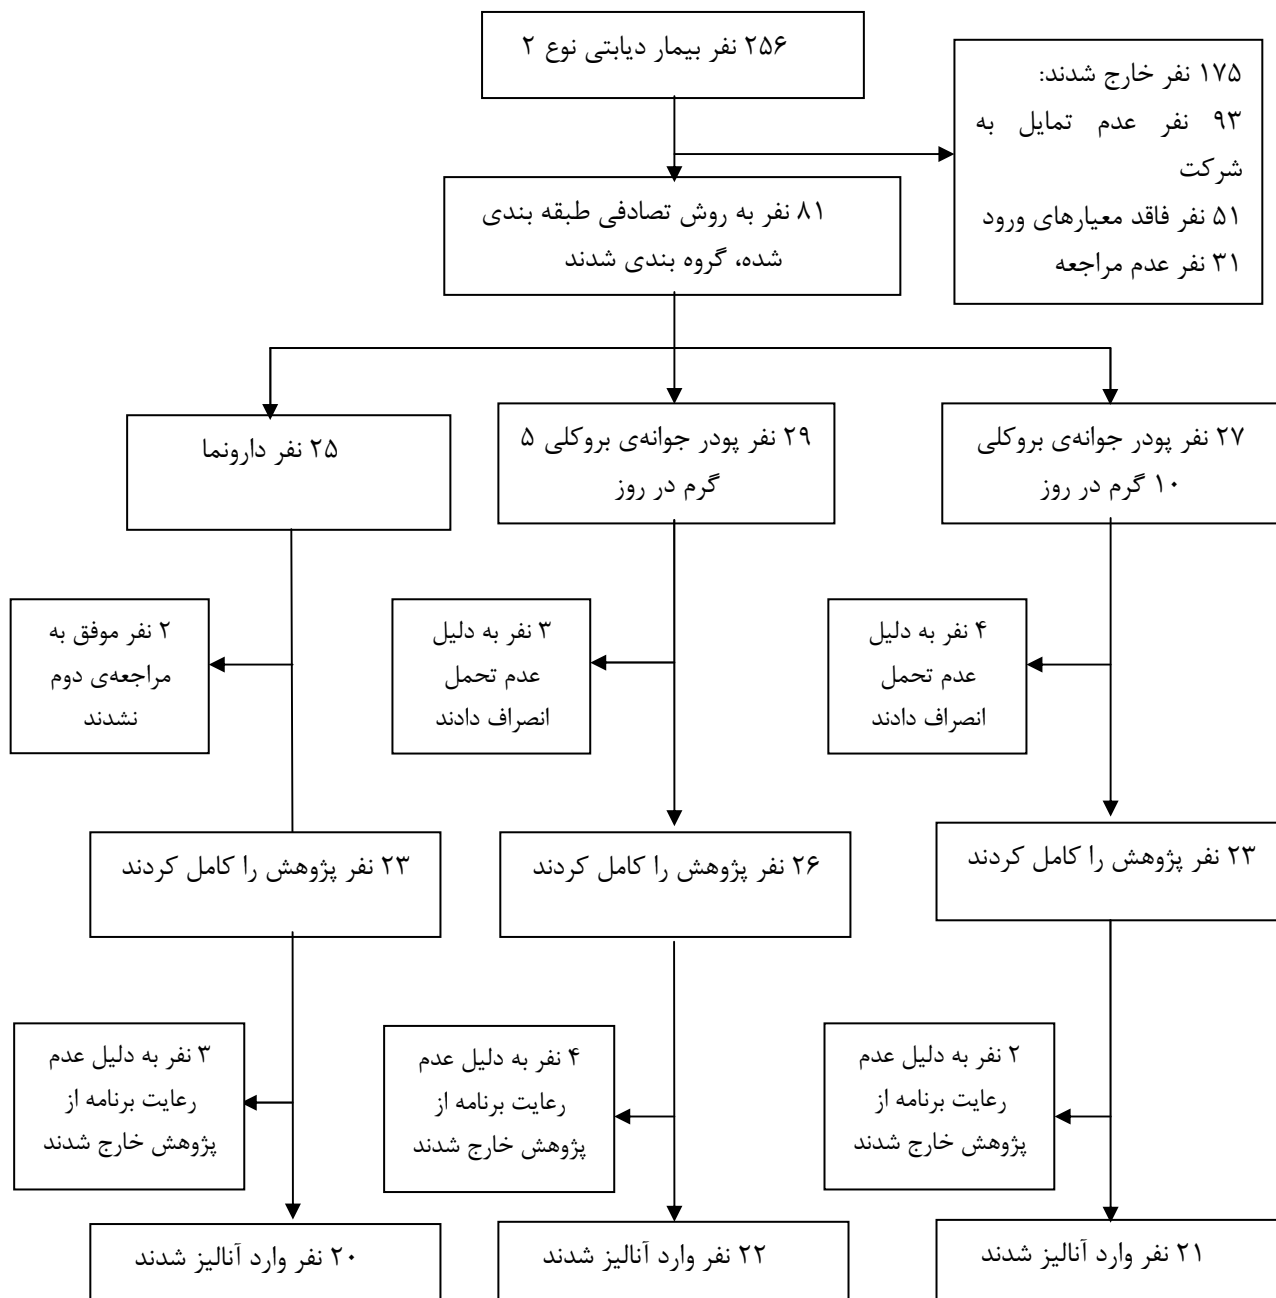 ۲۵۶ نفر بیمار دیابتی نوع ۲
۱۷۵ نفر خارج شدند:
۹۳ نفر عدم تمایل به
شرکت
۵۱ نفر فاقد معیارهای ورود
۳۱ نفر عدم مراجعه
۸۱ نفر به روش تصادفی طبقه بندی
شده، گروه بندی شدند
۲۷ نفر پودر جوانه‌ی بروکلی
۱۰ گرم در روز
۲۹ نفر پودر جوانه‌ی بروکلی ۵
گرم در روز
۲۵ نفر دارونما
۴ نفر به دلیل
عدم تحمل
انصراف دادند
۳ نفر به دلیل
عدم تحمل
انصراف دادند
۲ نفر موفق به
مراجعه‌ی دوم
نشدند
۲۳ نفر پژوهش را کامل کردند
۲۶ نفر پژوهش را کامل کردند
۲۳ نفر پژوهش را کامل کردند
۲ نفر به دلیل عدم
رعایت برنامه از
پژوهش خارج شدند
۴ نفر به دلیل عدم
رعایت برنامه از
پژوهش خارج شدند
۳ نفر به دلیل عدم
رعایت برنامه از
پژوهش خارج شدند
۲۱ نفر وارد آنالیز شدند
۲۲ نفر وارد آنالیز شدند
۲۰ نفر وارد آنالیز شدند